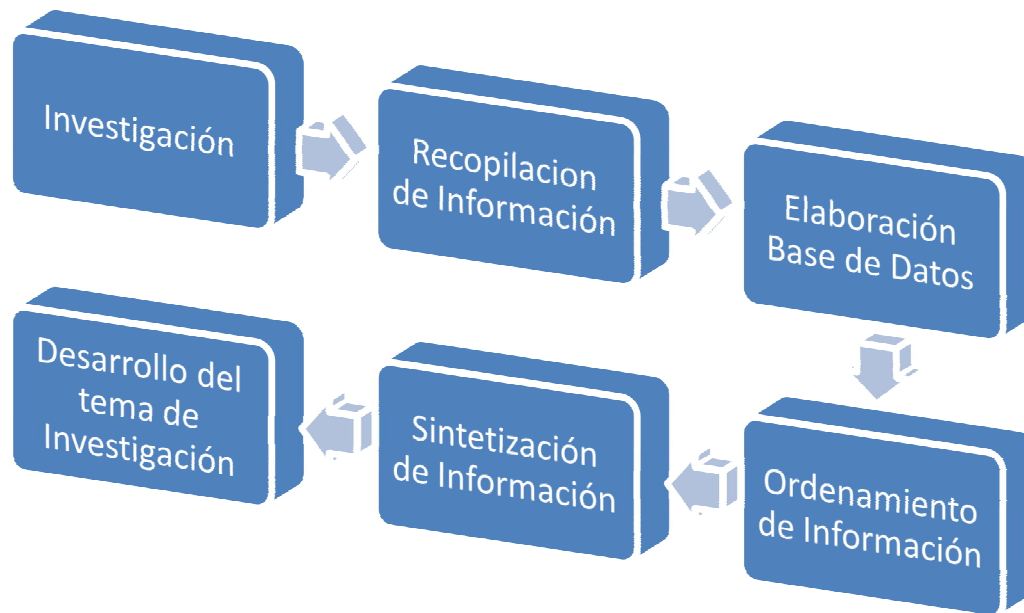 Investigación
Recopilacion
de Información
Elaboración
Base de Datos
Ordenamiento
de Información
Sintetización
de Información
Desarrollo del
tema de
Investigación